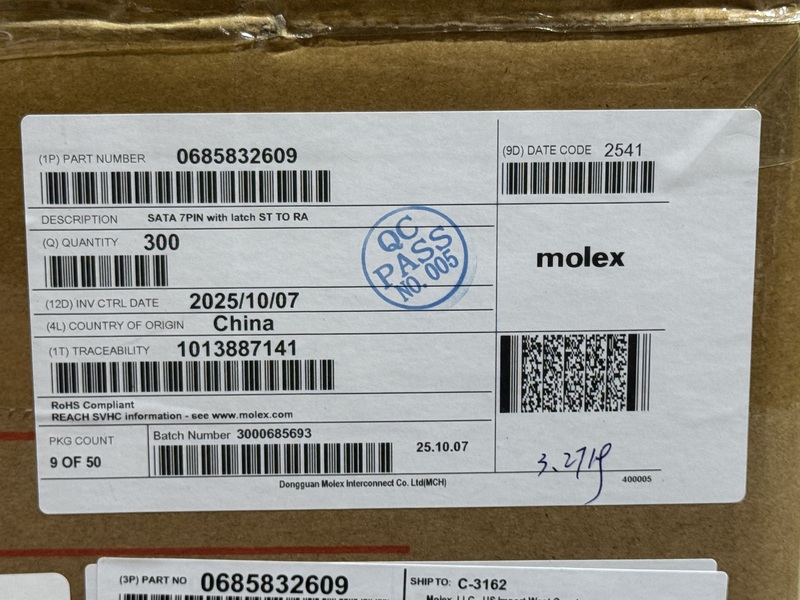 (1P) PART NUMBER 0685832609
(9D) DATE CODE 2541
DESCRIPTION SATA 7PIN with latch ST TO RA
(Q) QUANTITY 300
QC
PASS
NO. 005
molex
(12D) INV CTRL DATE 2025/10/07
(4L) COUNTRY OF ORIGIN China
(1T) TRACEABILITY 1013887141
RoHS Compliant
REACH SVHC information - see www.molex.com
PKG COUNT
9 OF 50
Batch Number 3000685693
25.10.07
400005
Dongguan Molex Interconnect Co. Ltd(MCH)
(3P) PART NO 0685832609
SHIP TO: C-3162